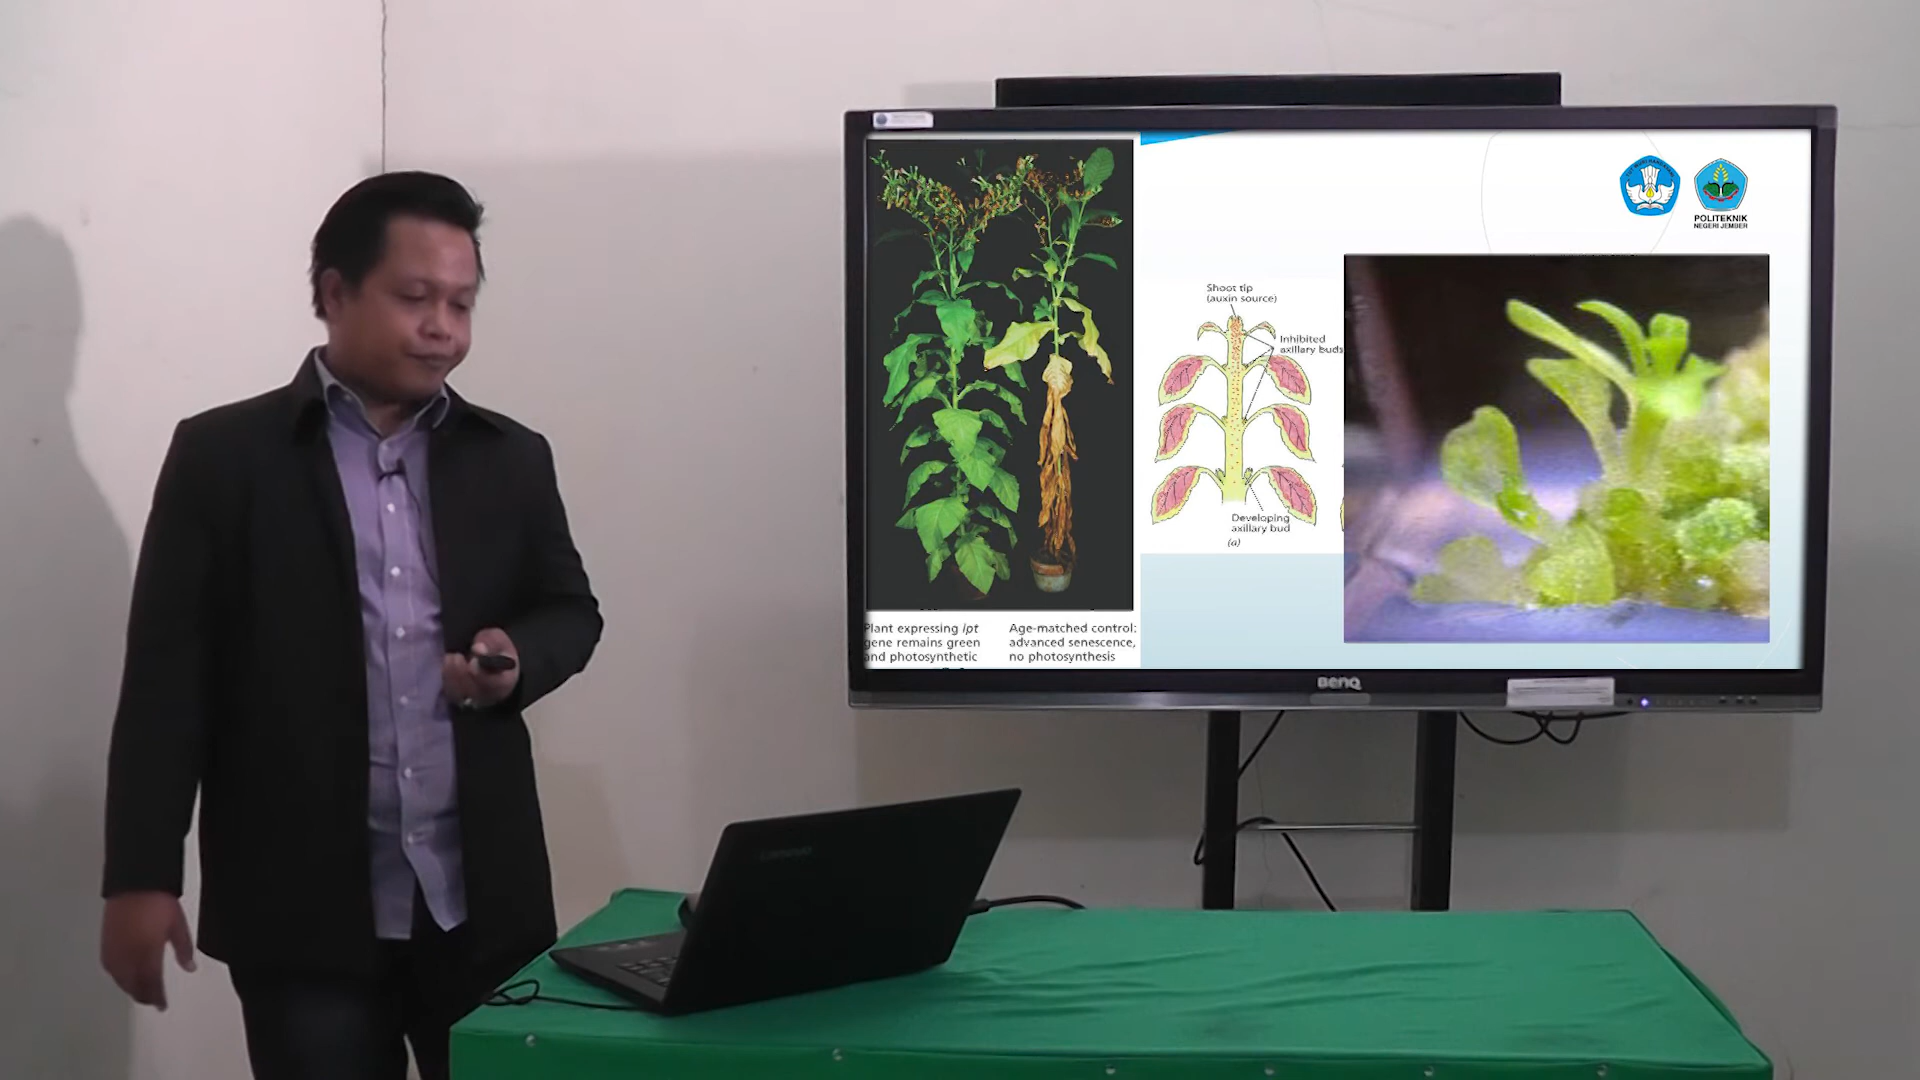 POLITEKNIK
NEGERI JEMBER
Shoot tip
(auxin source)
Inhibited
axillary buds
Developing
axillary bud
(a)
Plant expressing ipt
gene remains green
and photosynthetic
Age-matched control:
advanced senescence,
no photosynthesis
BenQ
Lenovo